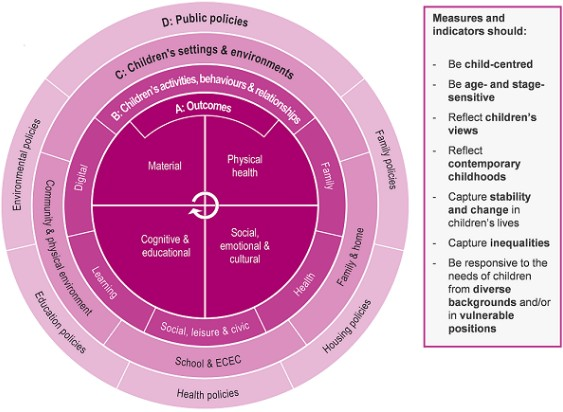 D: Public policies
C: Children's settings & environments
B: Children's activities, behaviours & relationships
A: Outcomes
Material
Physical
health
Cognitive &
educational
Social,
emotional &
cultural
Digital
Family
Learning
Health
Social, leisure & civic
Community & physical environment
Family & home
School & ECEC
Environmental policies
Family policies
Education policies
Housing policies
Health policies
Measures and
indicators should:
- Be child-centred
- Be age- and stage-
sensitive
- Reflect children's
views
- Reflect
contemporary
childhoods
- Capture stability
and change in
children's lives
- Capture inequalities
- Be responsive to the
needs of children
from diverse
backgrounds and/or
in vulnerable
positions